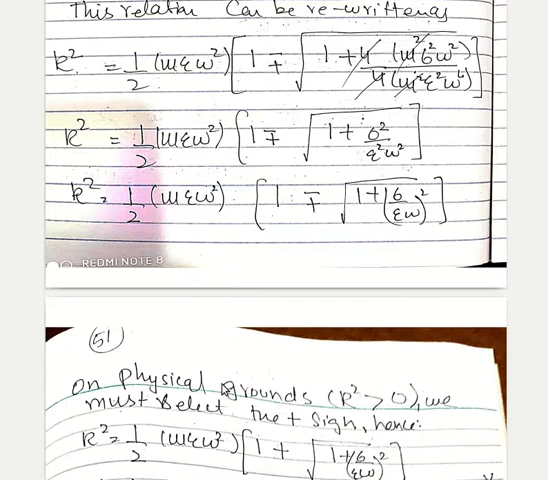 This relation Can be re-written as
k² = 1/2 (μεω²) [1 ∓ √(1 + 4(μ²σ²ω²)/4(μ²ε²ω⁴))]
k² = 1/2 (μεω²) [1 ∓ √(1 + σ²/ε²ω²)]
k² = 1/2 (μεω²) [1 ∓ √(1 + (σ/εω)²)]
REDMI NOTE 8
(51)
On physical grounds (k² > 0), we
must select the + sign, hence:
k² = 1/2 (μεω²) [1 + √(1 + (σ/εω)²)]